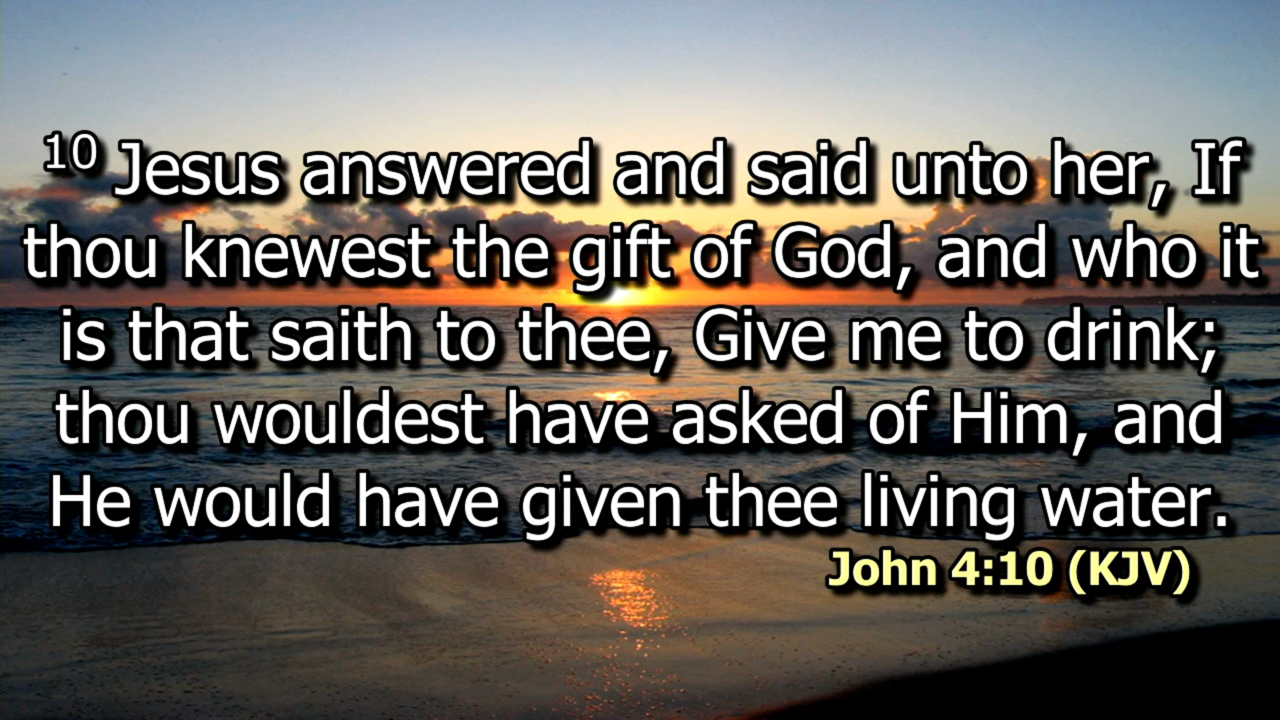 10 Jesus answered and said unto her, If
thou knewest the gift of God, and who it
is that saith to thee, Give me to drink;
thou wouldest have asked of Him, and
He would have given thee living water.
John 4:10 (KJV)